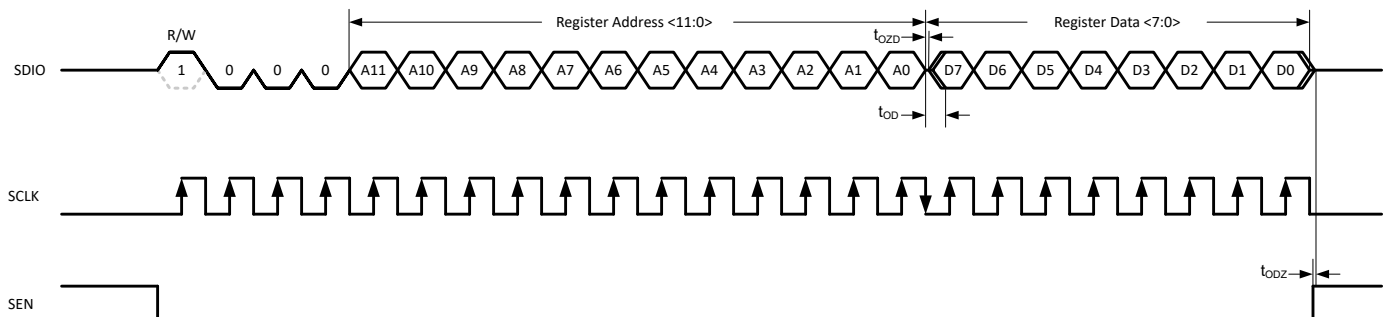 Register Address <11:0>
Register Data <7:0>
R/W
tOZD
SDIO
1 0 0 0 A11 A10 A9 A8 A7 A6 A5 A4 A3 A2 A1 A0 D7 D6 D5 D4 D3 D2 D1 D0
tOD
SCLK
tODZ
SEN